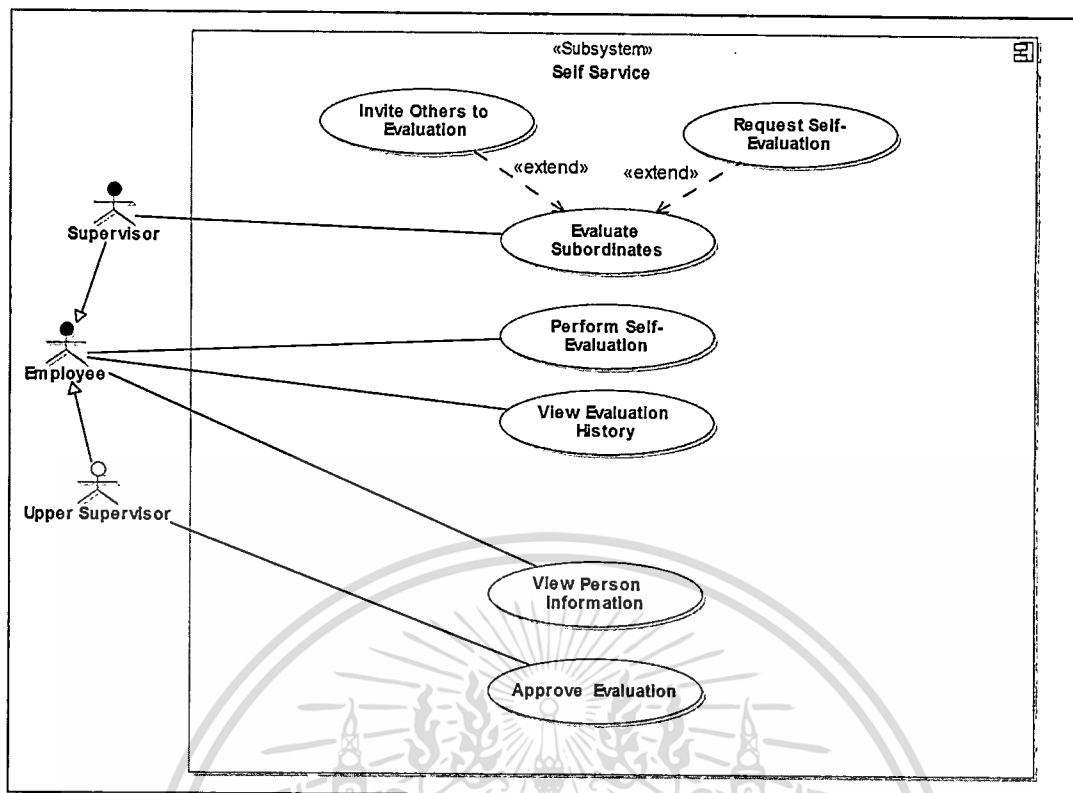 «Subsystem»
Self Service
Invite Others to
Evaluation
Request Self-
Evaluation
«extend»
«extend»
Supervisor
Evaluate
Subordinates
Perform Self-
Evaluation
Employee
View Evaluation
History
Upper Supervisor
View Person
Information
Approve Evaluation